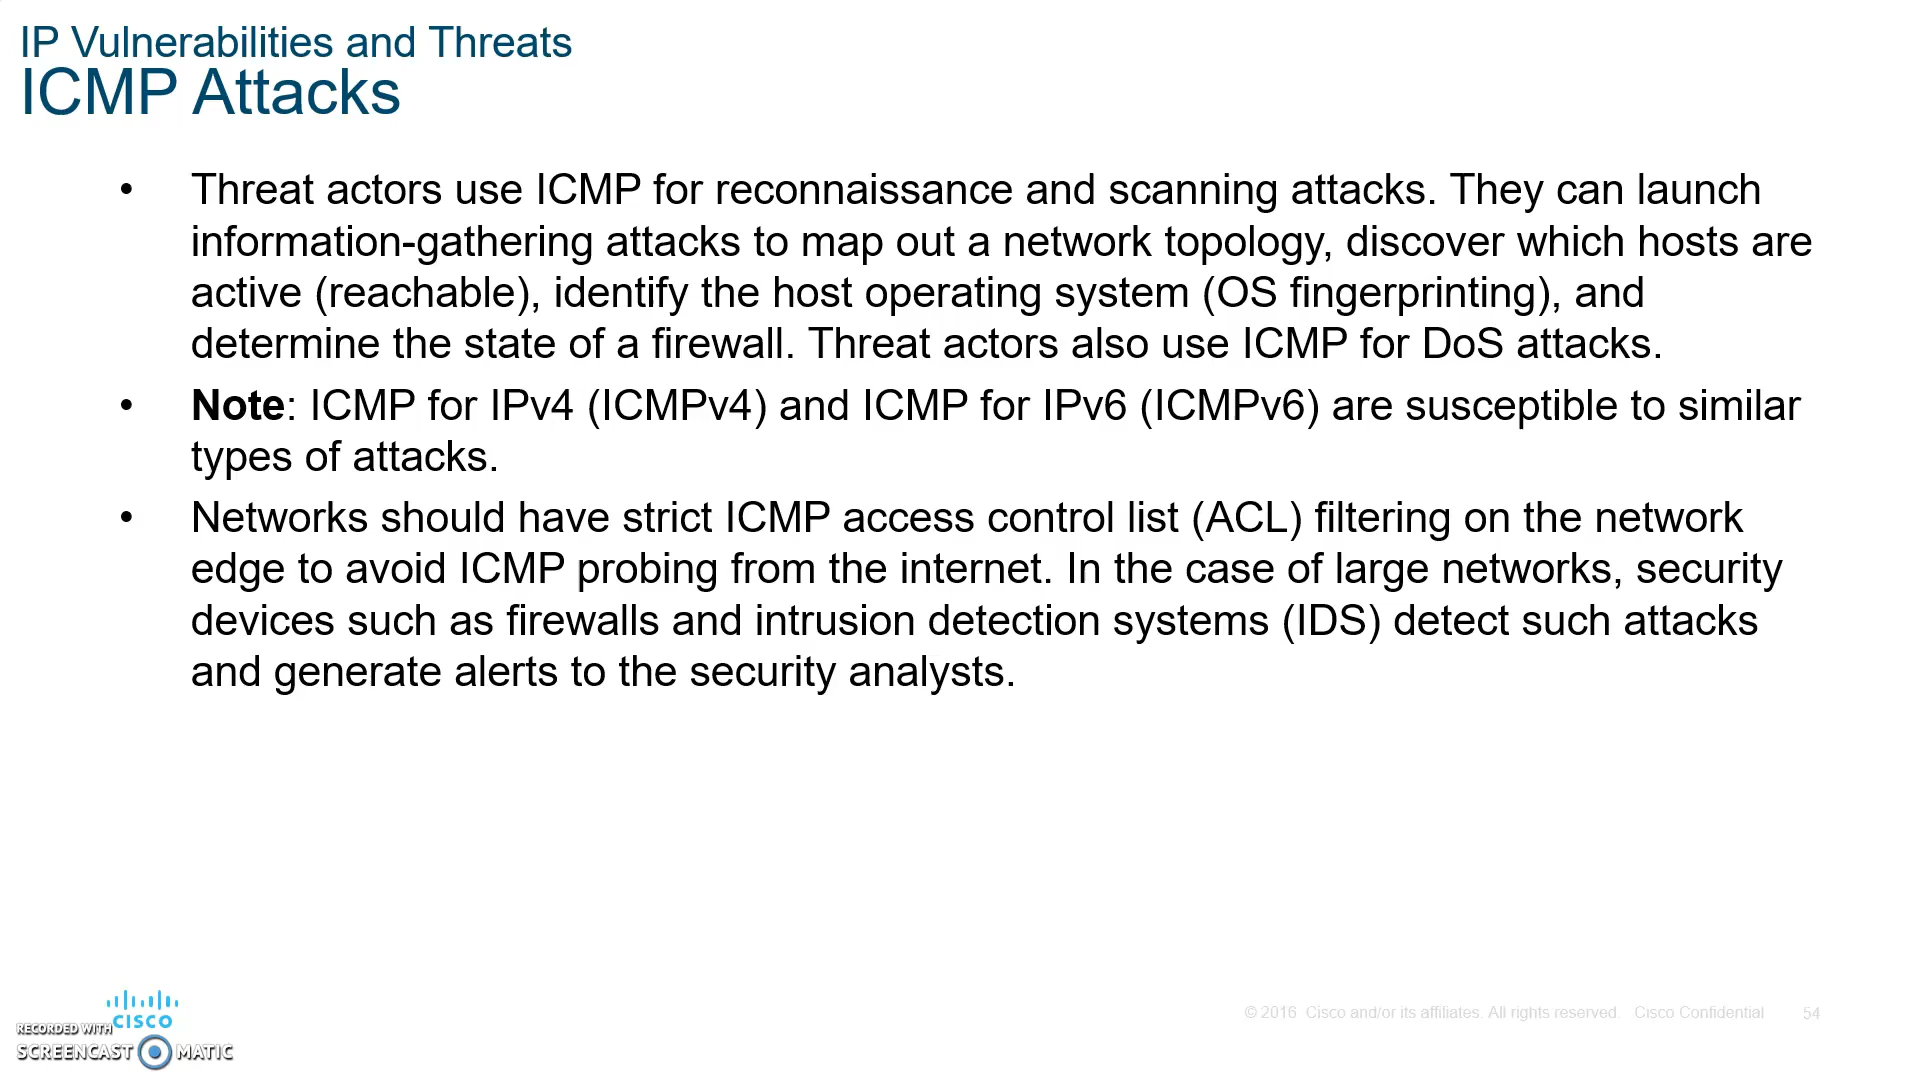 IP Vulnerabilities and Threats
ICMP Attacks
• Threat actors use ICMP for reconnaissance and scanning attacks. They can launch
information-gathering attacks to map out a network topology, discover which hosts are
active (reachable), identify the host operating system (OS fingerprinting), and
determine the state of a firewall. Threat actors also use ICMP for DoS attacks.
• Note: ICMP for IPv4 (ICMPv4) and ICMP for IPv6 (ICMPv6) are susceptible to similar
types of attacks.
• Networks should have strict ICMP access control list (ACL) filtering on the network
edge to avoid ICMP probing from the internet. In the case of large networks, security
devices such as firewalls and intrusion detection systems (IDS) detect such attacks
and generate alerts to the security analysts.
© 2016 Cisco and/or its affiliates. All rights reserved. Cisco Confidential 54
CISCO
RECORDED WITH
SCREENCAST MATIC